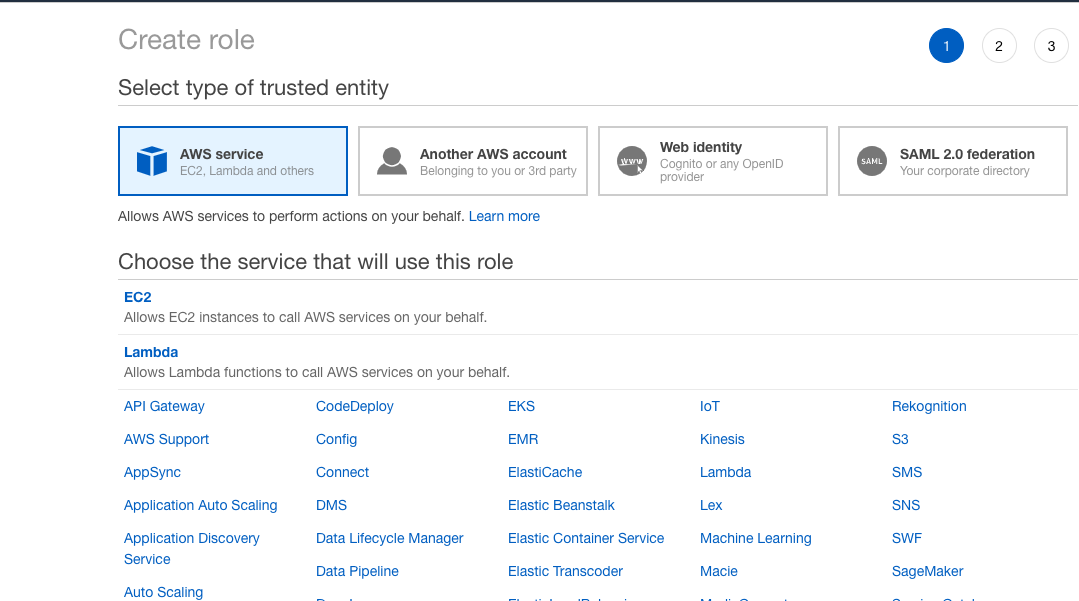 Create role
1 2 3
Select type of trusted entity
AWS service
EC2, Lambda and others
Another AWS account
Belonging to you or 3rd party
www
Web identity
Cognito or any OpenID
provider
SAML
SAML 2.0 federation
Your corporate directory
Allows AWS services to perform actions on your behalf. Learn more
Choose the service that will use this role
EC2
Allows EC2 instances to call AWS services on your behalf.
Lambda
Allows Lambda functions to call AWS services on your behalf.
API Gateway CodeDeploy EKS IoT Rekognition
AWS Support Config EMR Kinesis S3
AppSync Connect ElastiCache Lambda SMS
Application Auto Scaling DMS Elastic Beanstalk Lex SNS
Application Discovery Data Lifecycle Manager Elastic Container Service Machine Learning SWF
Service
Data Pipeline Elastic Transcoder Macie SageMaker
Auto Scaling